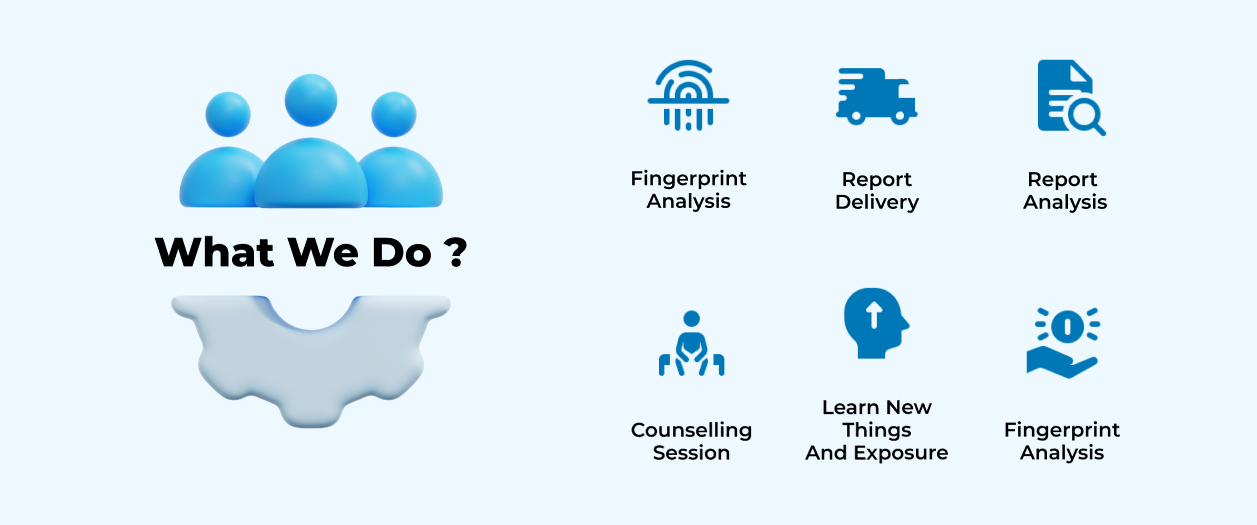 What We Do ?
Fingerprint
Analysis
Report
Delivery
Report
Analysis
Counselling
Session
Learn New
Things
And Exposure
Fingerprint
Analysis